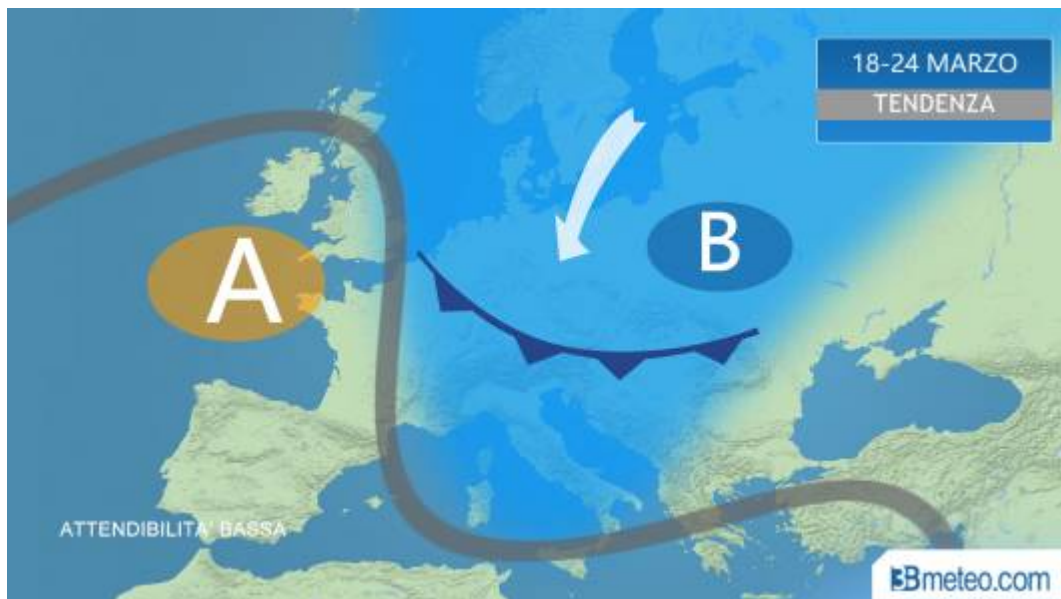 18-24 MARZO
TENDENZA
A
B
ATTENDIBILITA' BASSA
3Bmeteo.com